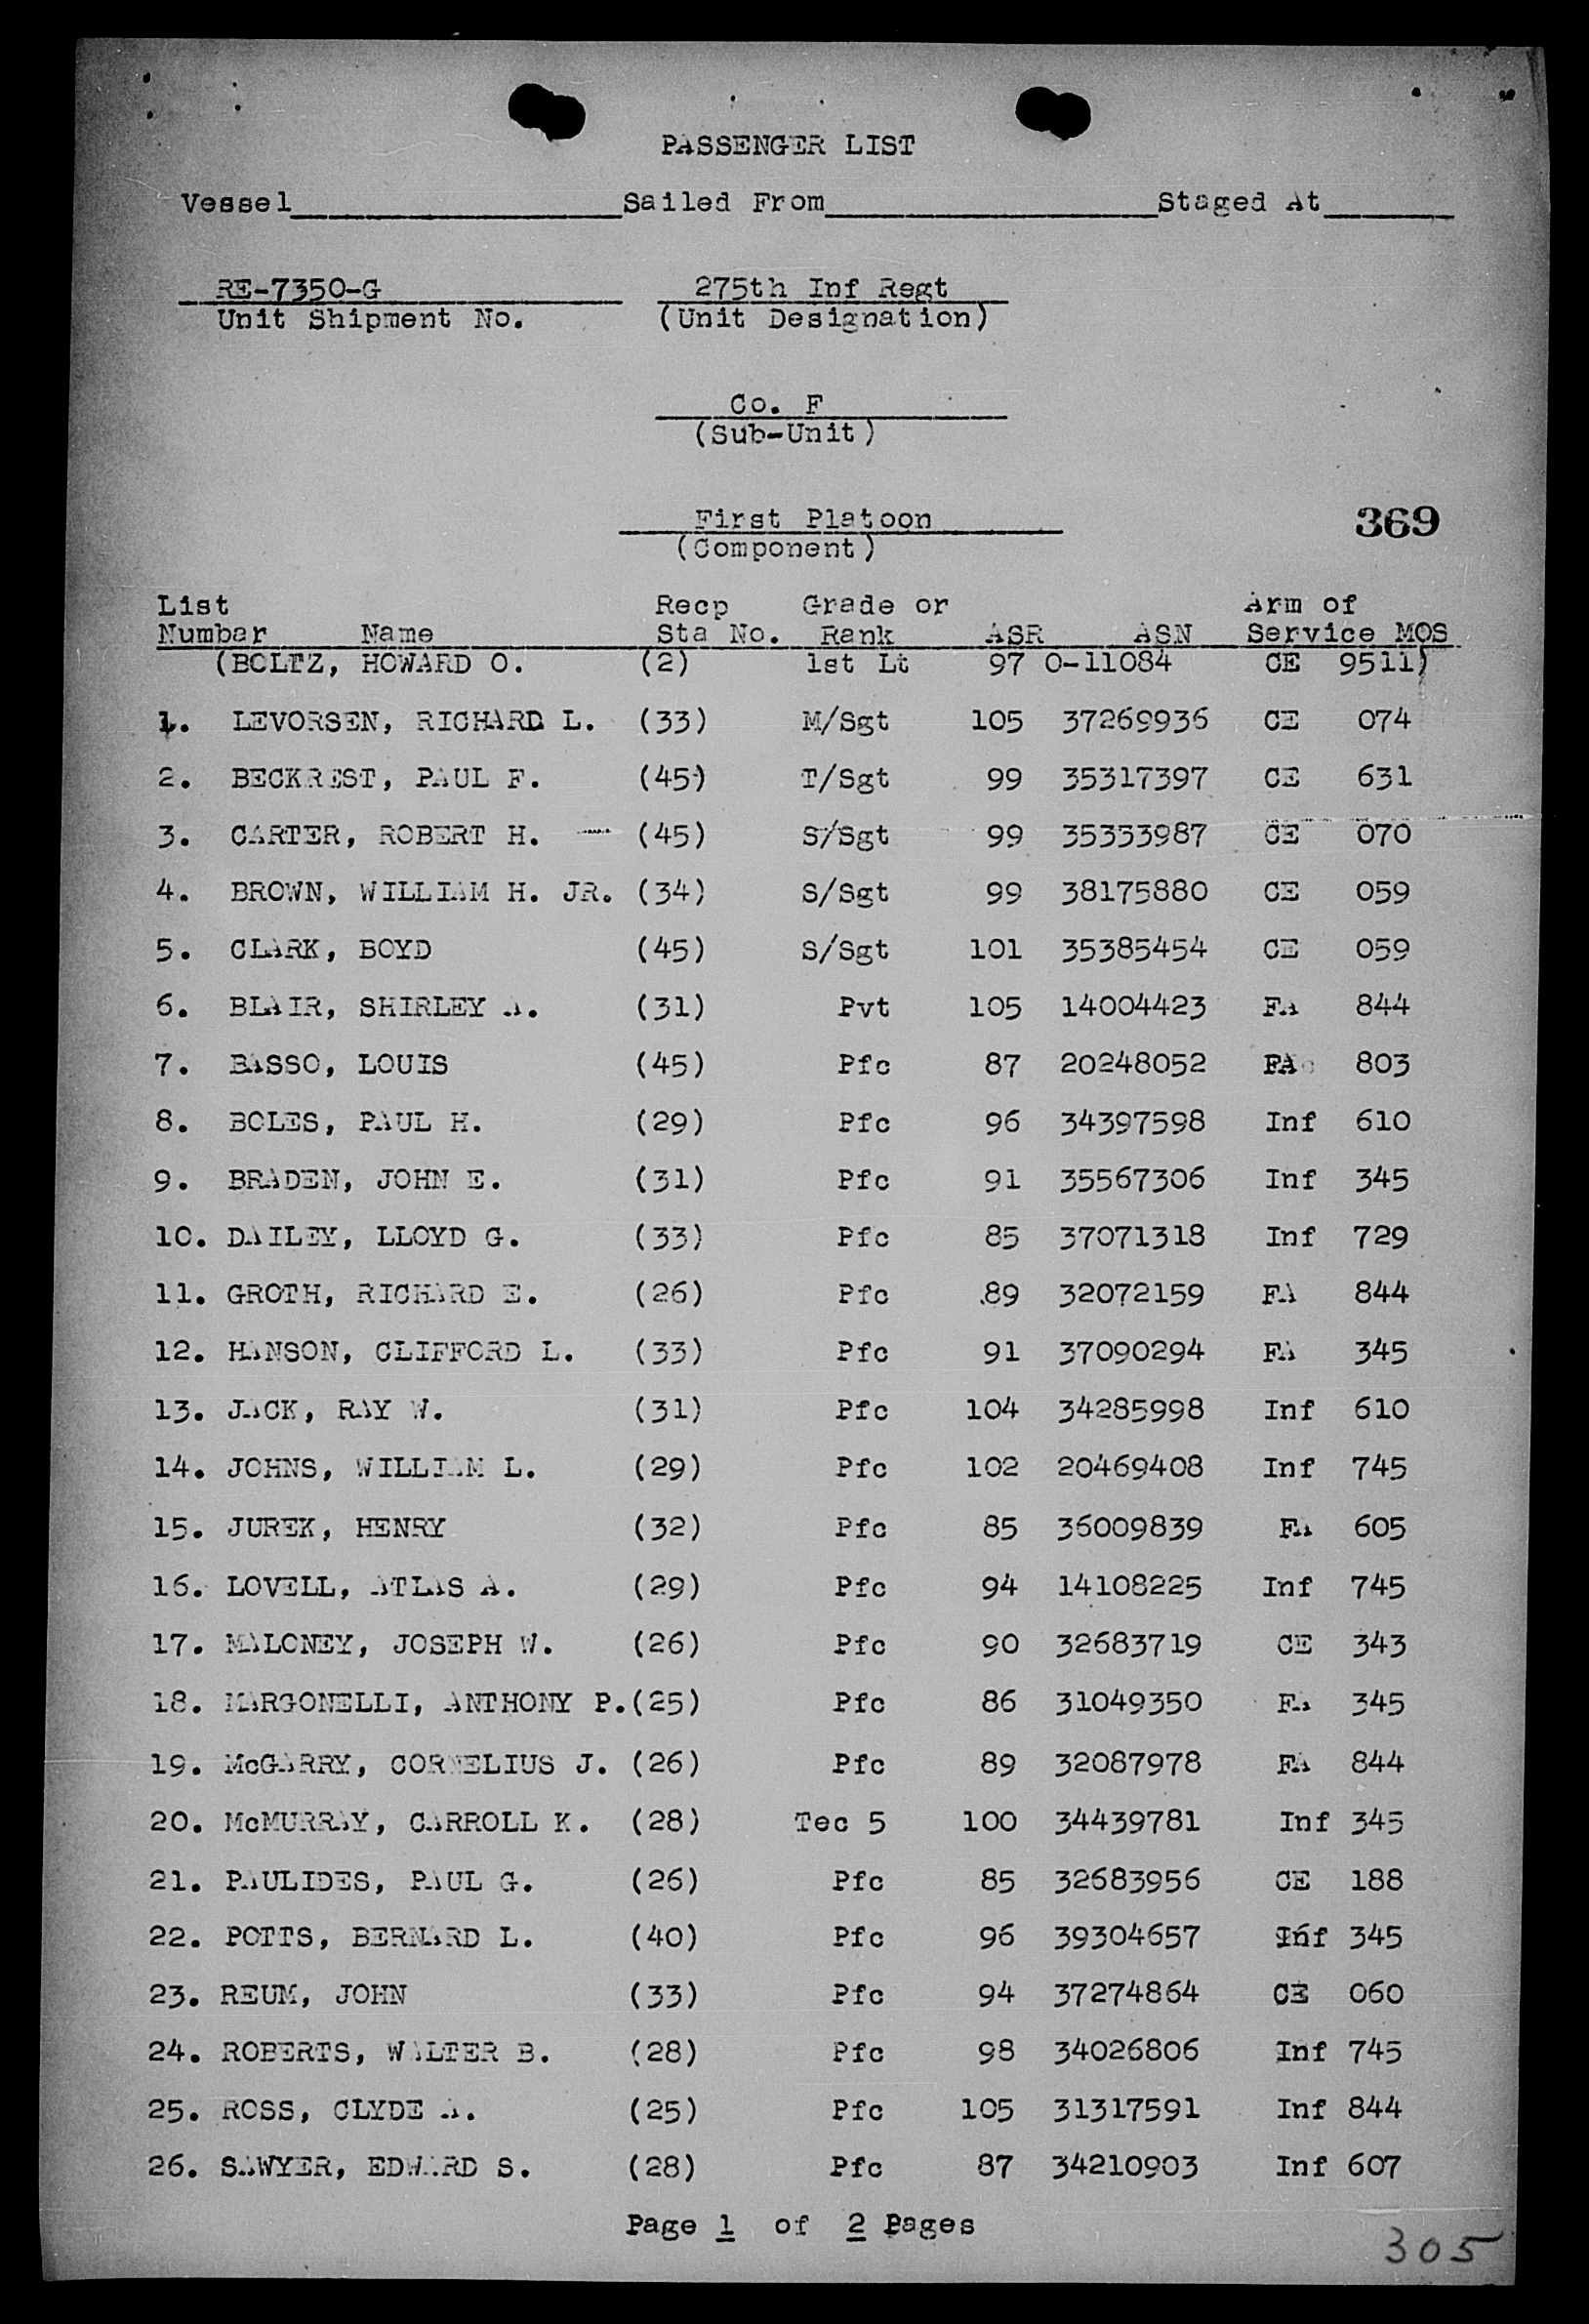 PASSENGER LIST
Vessel____Sailed From____Staged At____
RE-7350-G 275th Inf Regt
Unit Shipment No. (Unit Designation)
Co. F
(Sub-Unit)
First Platoon
369
(Component)
List Recp Grade or Arm of
Number Name Sta No. Rank ASR ASN Service MOS
(BOLTZ, HOWARD O. (2) 1st Lt 97 O-11084 CE 9511)
1. LEVORSEN, RICHARD L. (33) M/Sgt 105 37269936 CE 074
2. BECKREST, PAUL F. (45) T/Sgt 99 35317397 CE 631
3. CARTER, ROBERT H. (45) S/Sgt 99 35333987 CE 070
4. BROWN, WILLIAM H. JR. (34) S/Sgt 99 38175880 CE 059
5. CLARK, BOYD (45) S/Sgt 101 35385454 CE 059
6. BLAIR, SHIRLEY A. (31) Pvt 105 14004423 FA 844
7. BASSO, LOUIS (45) Pfc 87 20248052 FA 803
8. BOLES, PAUL H. (29) Pfc 96 34397598 Inf 610
9. BRADEN, JOHN E. (31) Pfc 91 35567306 Inf 345
10. DAILEY, LLOYD G. (33) Pfc 85 37071318 Inf 729
11. GROTH, RICHARD E. (26) Pfc 89 32072159 FA 844
12. HANSON, CLIFFORD L. (33) Pfc 91 37090294 FA 345
13. JACK, RAY W. (31) Pfc 104 34285998 Inf 610
14. JOHNS, WILLIAM L. (29) Pfc 102 20469408 Inf 745
15. JUREK, HENRY (32) Pfc 85 36009839 FA 605
16. LOVELL, ATLAS A. (29) Pfc 94 14108225 Inf 745
17. MALONEY, JOSEPH W. (26) Pfc 90 32683719 CE 343
18. MARGONELLI, ANTHONY P.(25) Pfc 86 31049350 FA 345
19. McGARRY, CORNELIUS J. (26) Pfc 89 32087978 FA 844
20. McMURRAY, CARROLL K. (28) Tec 5 100 34439781 Inf 345
21. PAULIDES, PAUL G. (26) Pfc 85 32683956 CE 188
22. POTTS, BERNARD L. (40) Pfc 96 39304657 Inf 345
23. REUM, JOHN (33) Pfc 94 37274864 CE 060
24. ROBERTS, WALTER B. (28) Pfc 98 34026806 Inf 745
25. ROSS, CLYDE A. (25) Pfc 105 31317591 Inf 844
26. SAWYER, EDWARD S. (28) Pfc 87 34210903 Inf 607
Page 1 of 2 Pages
305